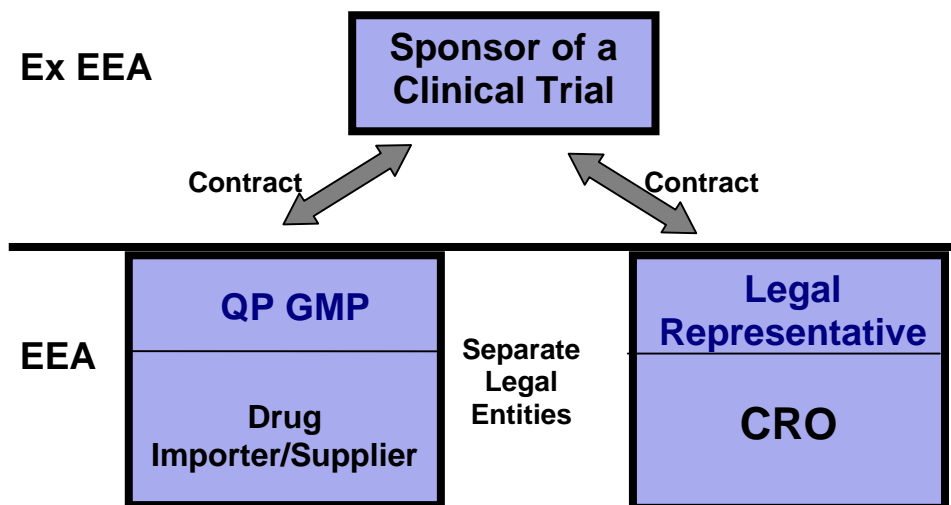 Ex EEA
Sponsor of a
Clinical Trial
Contract
Contract
QP GMP
Legal
Representative
EEA
Separate
Legal
Entities
Drug
Importer/Supplier
CRO